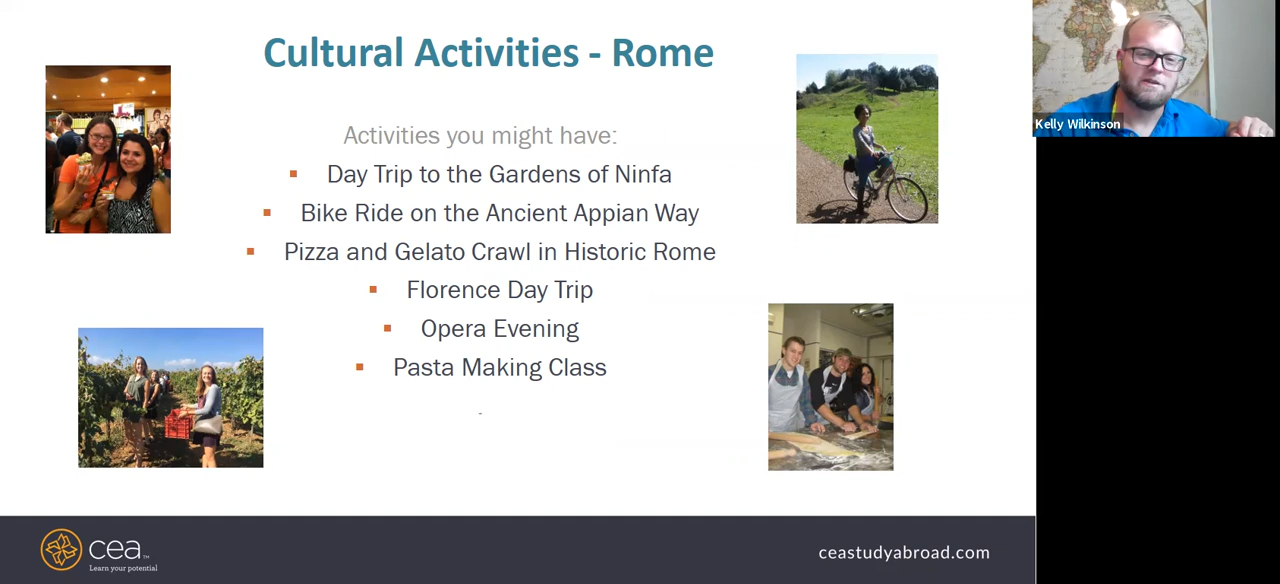 Cultural Activities - Rome
Activities you might have:
▪ Day Trip to the Gardens of Ninfa
▪ Bike Ride on the Ancient Appian Way
▪ Pizza and Gelato Crawl in Historic Rome
▪ Florence Day Trip
▪ Opera Evening
▪ Pasta Making Class
-
cea™
Learn your potential
ceastudyabroad.com
Kelly Wilkinson